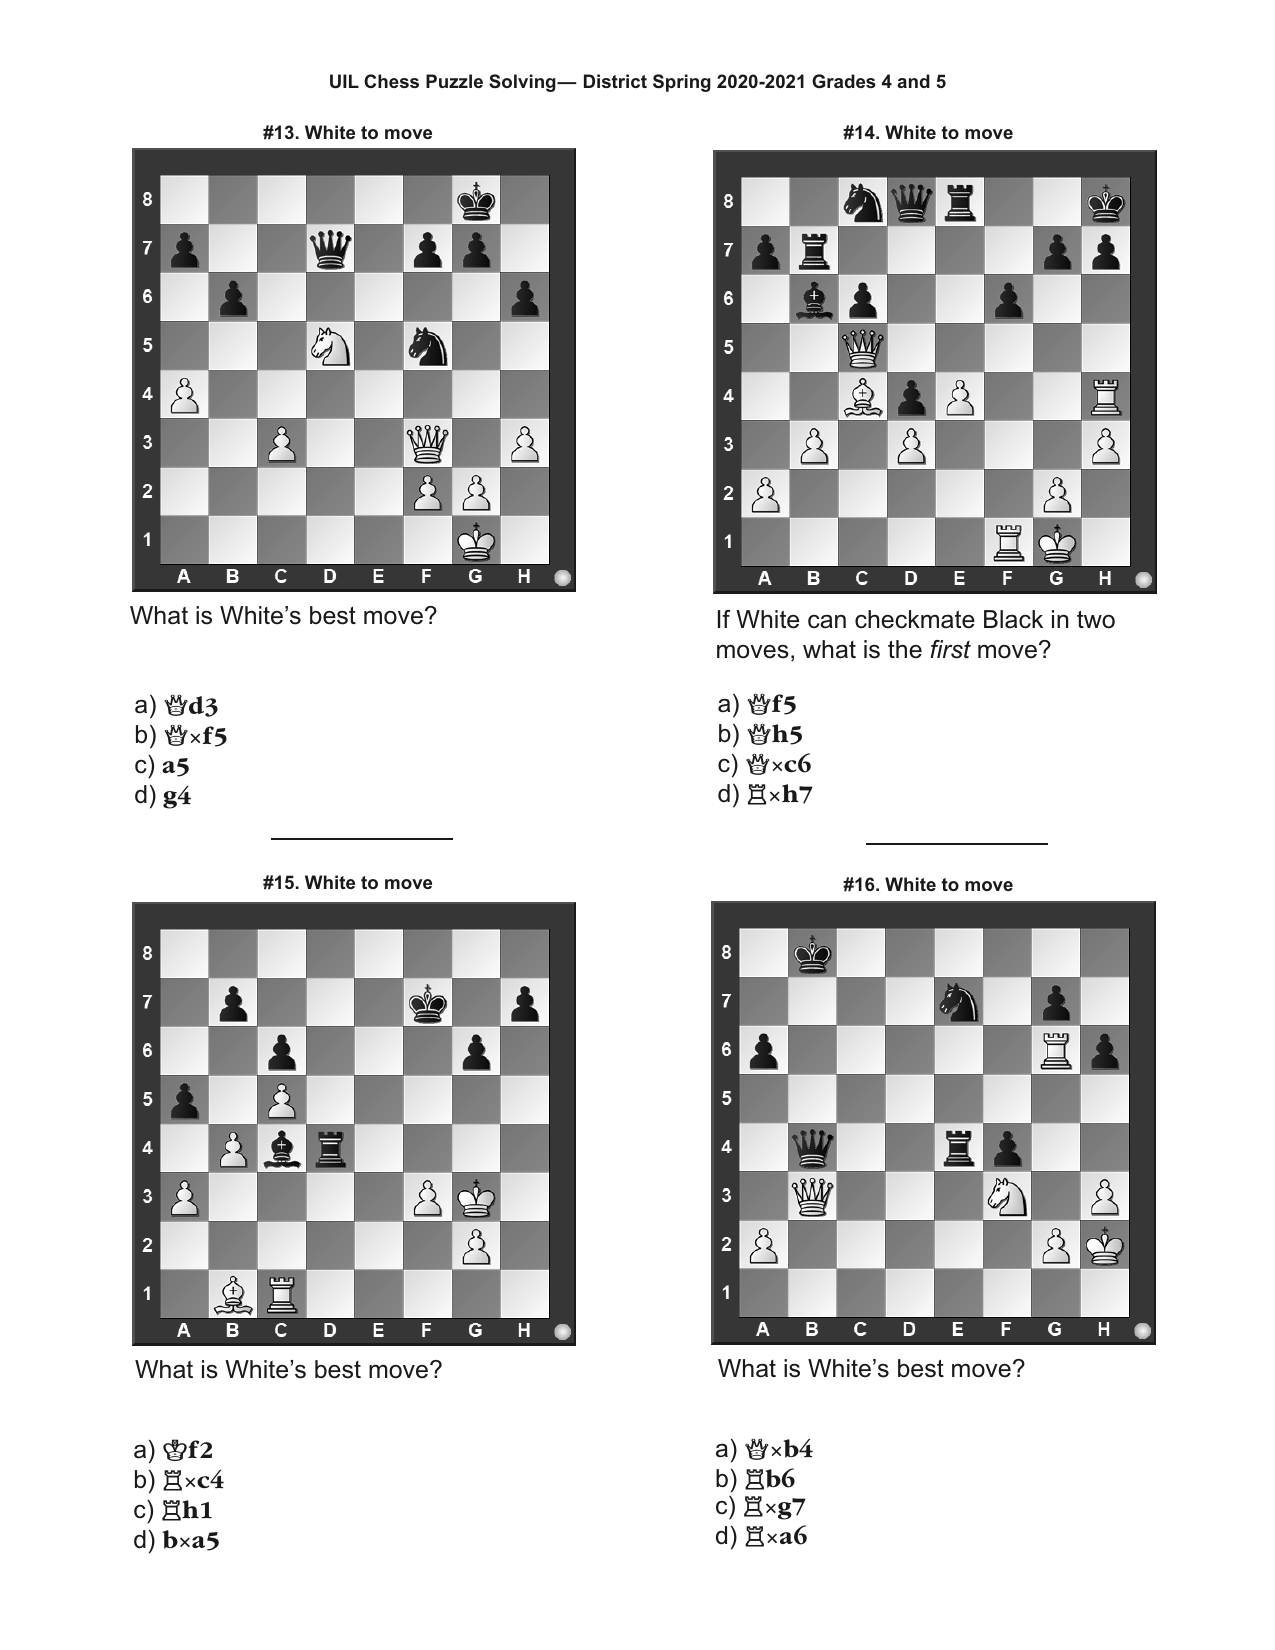 UIL Chess Puzzle Solving— District Spring 2020-2021 Grades 4 and 5
#13. White to move
8
7
6
5
4
3
2
1
A B C D E F G H
What is White’s best move?
a) ♕d3
b) ♕×f5
c) a5
d) g4
#14. White to move
8
7
6
5
4
3
2
1
A B C D E F G H
If White can checkmate Black in two
moves, what is the first move?
a) ♕f5
b) ♕h5
c) ♕×c6
d) ♖×h7
#15. White to move
8
7
6
5
4
3
2
1
A B C D E F G H
What is White’s best move?
a) ♔f2
b) ♖×c4
c) ♖h1
d) b×a5
#16. White to move
8
7
6
5
4
3
2
1
A B C D E F G H
What is White’s best move?
a) ♕×b4
b) ♖b6
c) ♖×g7
d) ♖×a6